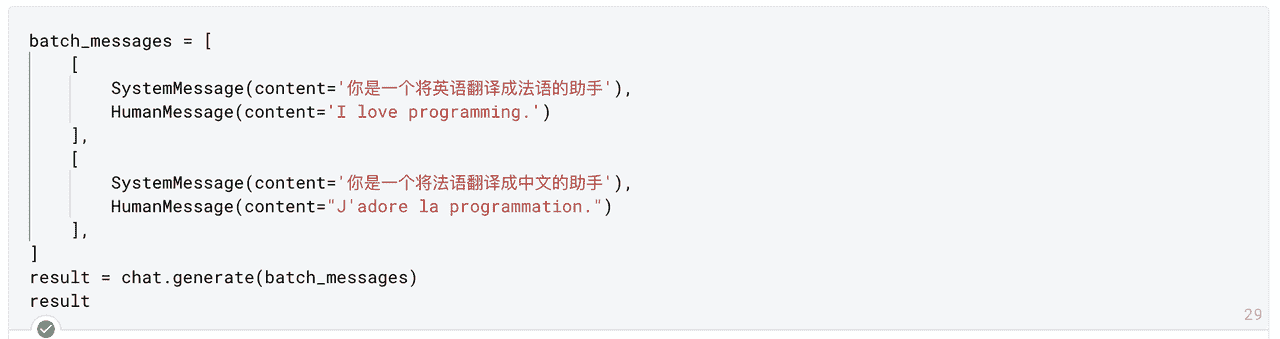 batch_messages = [
    [
        SystemMessage(content='你是一个将英语翻译成法语的助手'),
        HumanMessage(content='I love programming.')
    ],
    [
        SystemMessage(content='你是一个将法语翻译成中文的助手'),
        HumanMessage(content="J'adore la programmation.")
    ],
]
result = chat.generate(batch_messages)
result
29